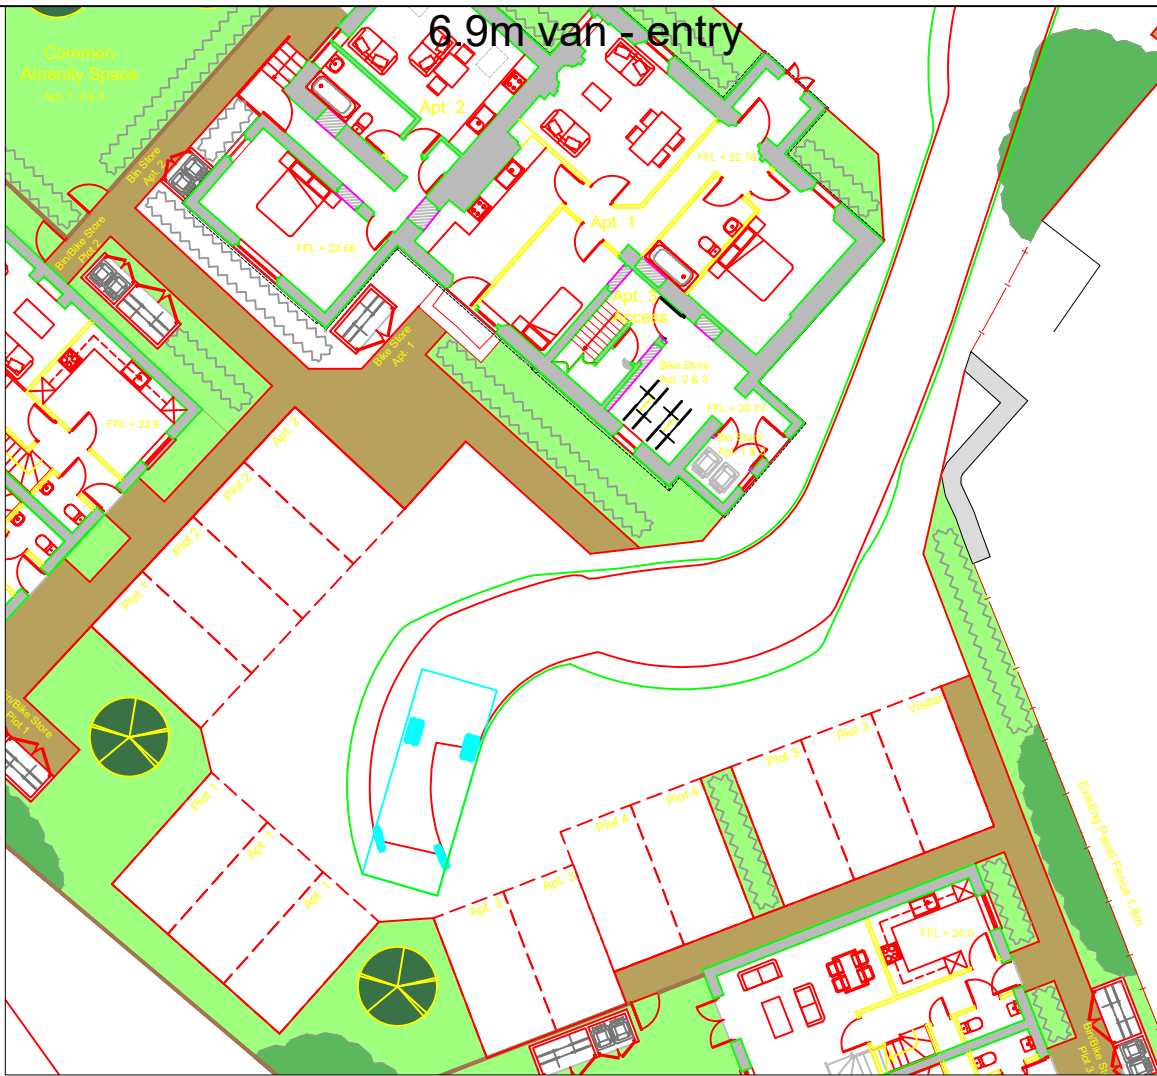 6.9m van - entry
Common
Amenity Space
Apt. 1, 2 & 3
Apt. 2
Bin Store
Apt. 2
FFL + 22.78
Apt. 1
Bin/Bike Store
Plot 2
FFL + 22.66
Apt. 3
Access
Bike Store
Apt. 1
Bike Store
Apt. 2 & 3
FFL + 22.77
Bin Store
FFL + 22.9
Apt. 2
Plot 2
Plot 2
Plot 1
Bin/Bike Store
Plot 1
Plot 1
Apt. 1
Apt. 1
Visitor
Plot 3
Plot 3
Plot 4
Plot 4
Apt. 3
Apt. 3
Existing Panel Fence 1.8m
FFL + 24.0
Plot 3